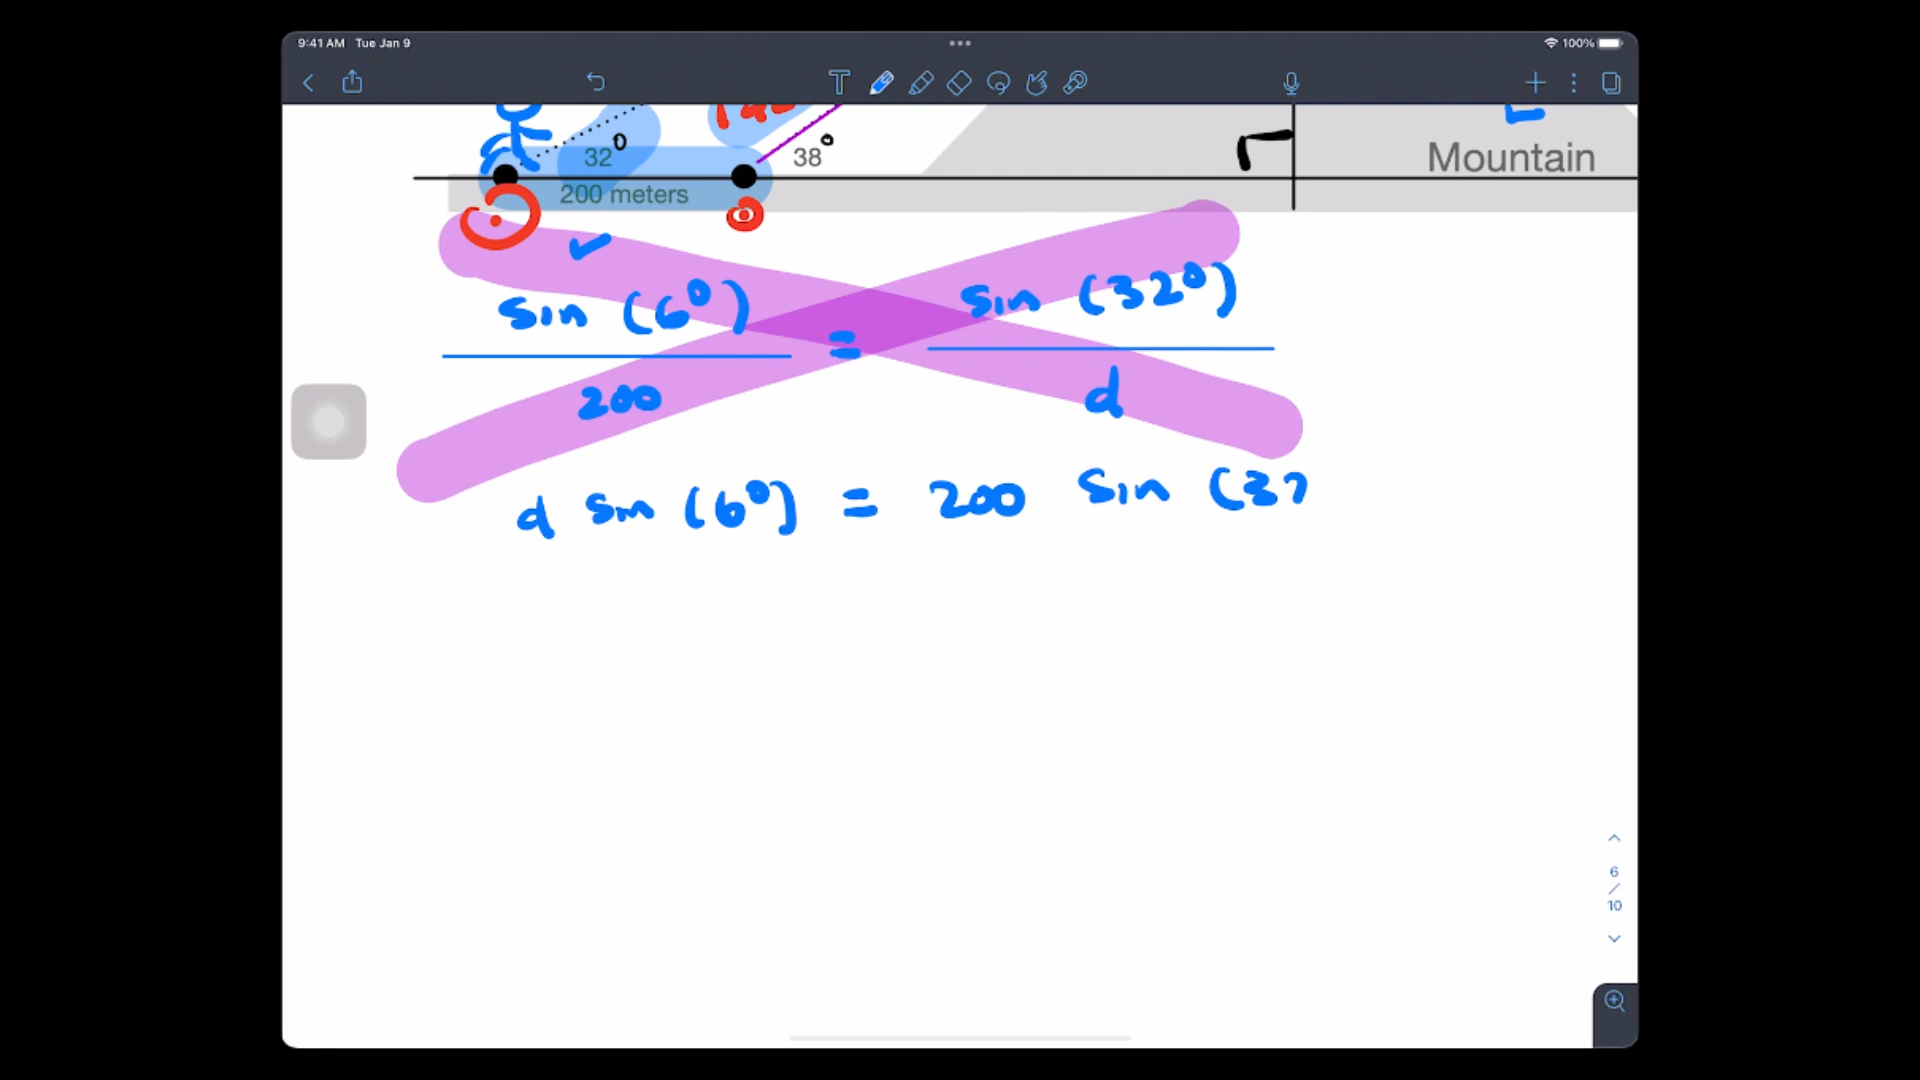 9:41 AM Tue Jan 9
100%
32° 38° Mountain
200 meters
sin (6°) = sin (32°)
200 d
d sin (6°) = 200 sin (32
6
/
10